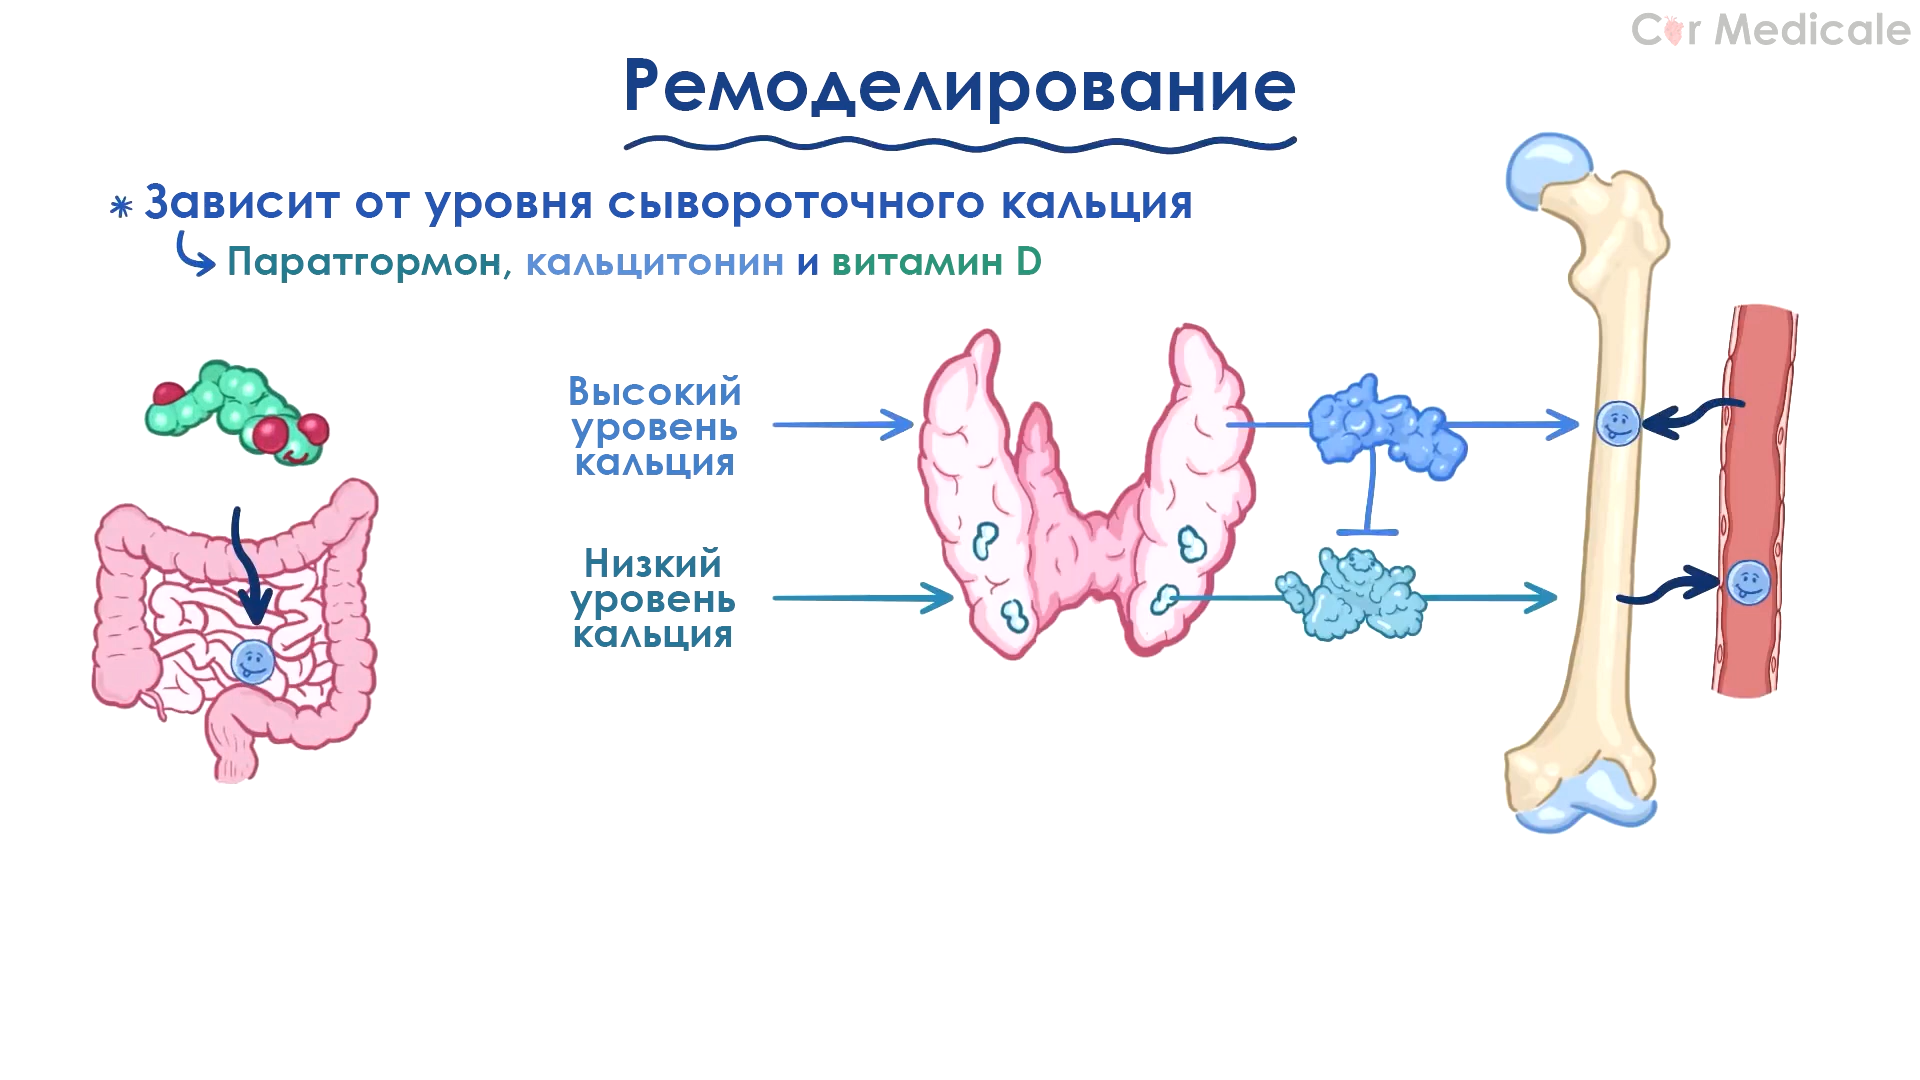 Cor Medicale
Ремоделирование
* Зависит от уровня сывороточного кальция
Паратгормон, кальцитонин и витамин D
Высокий
уровень
кальция
Низкий
уровень
кальция